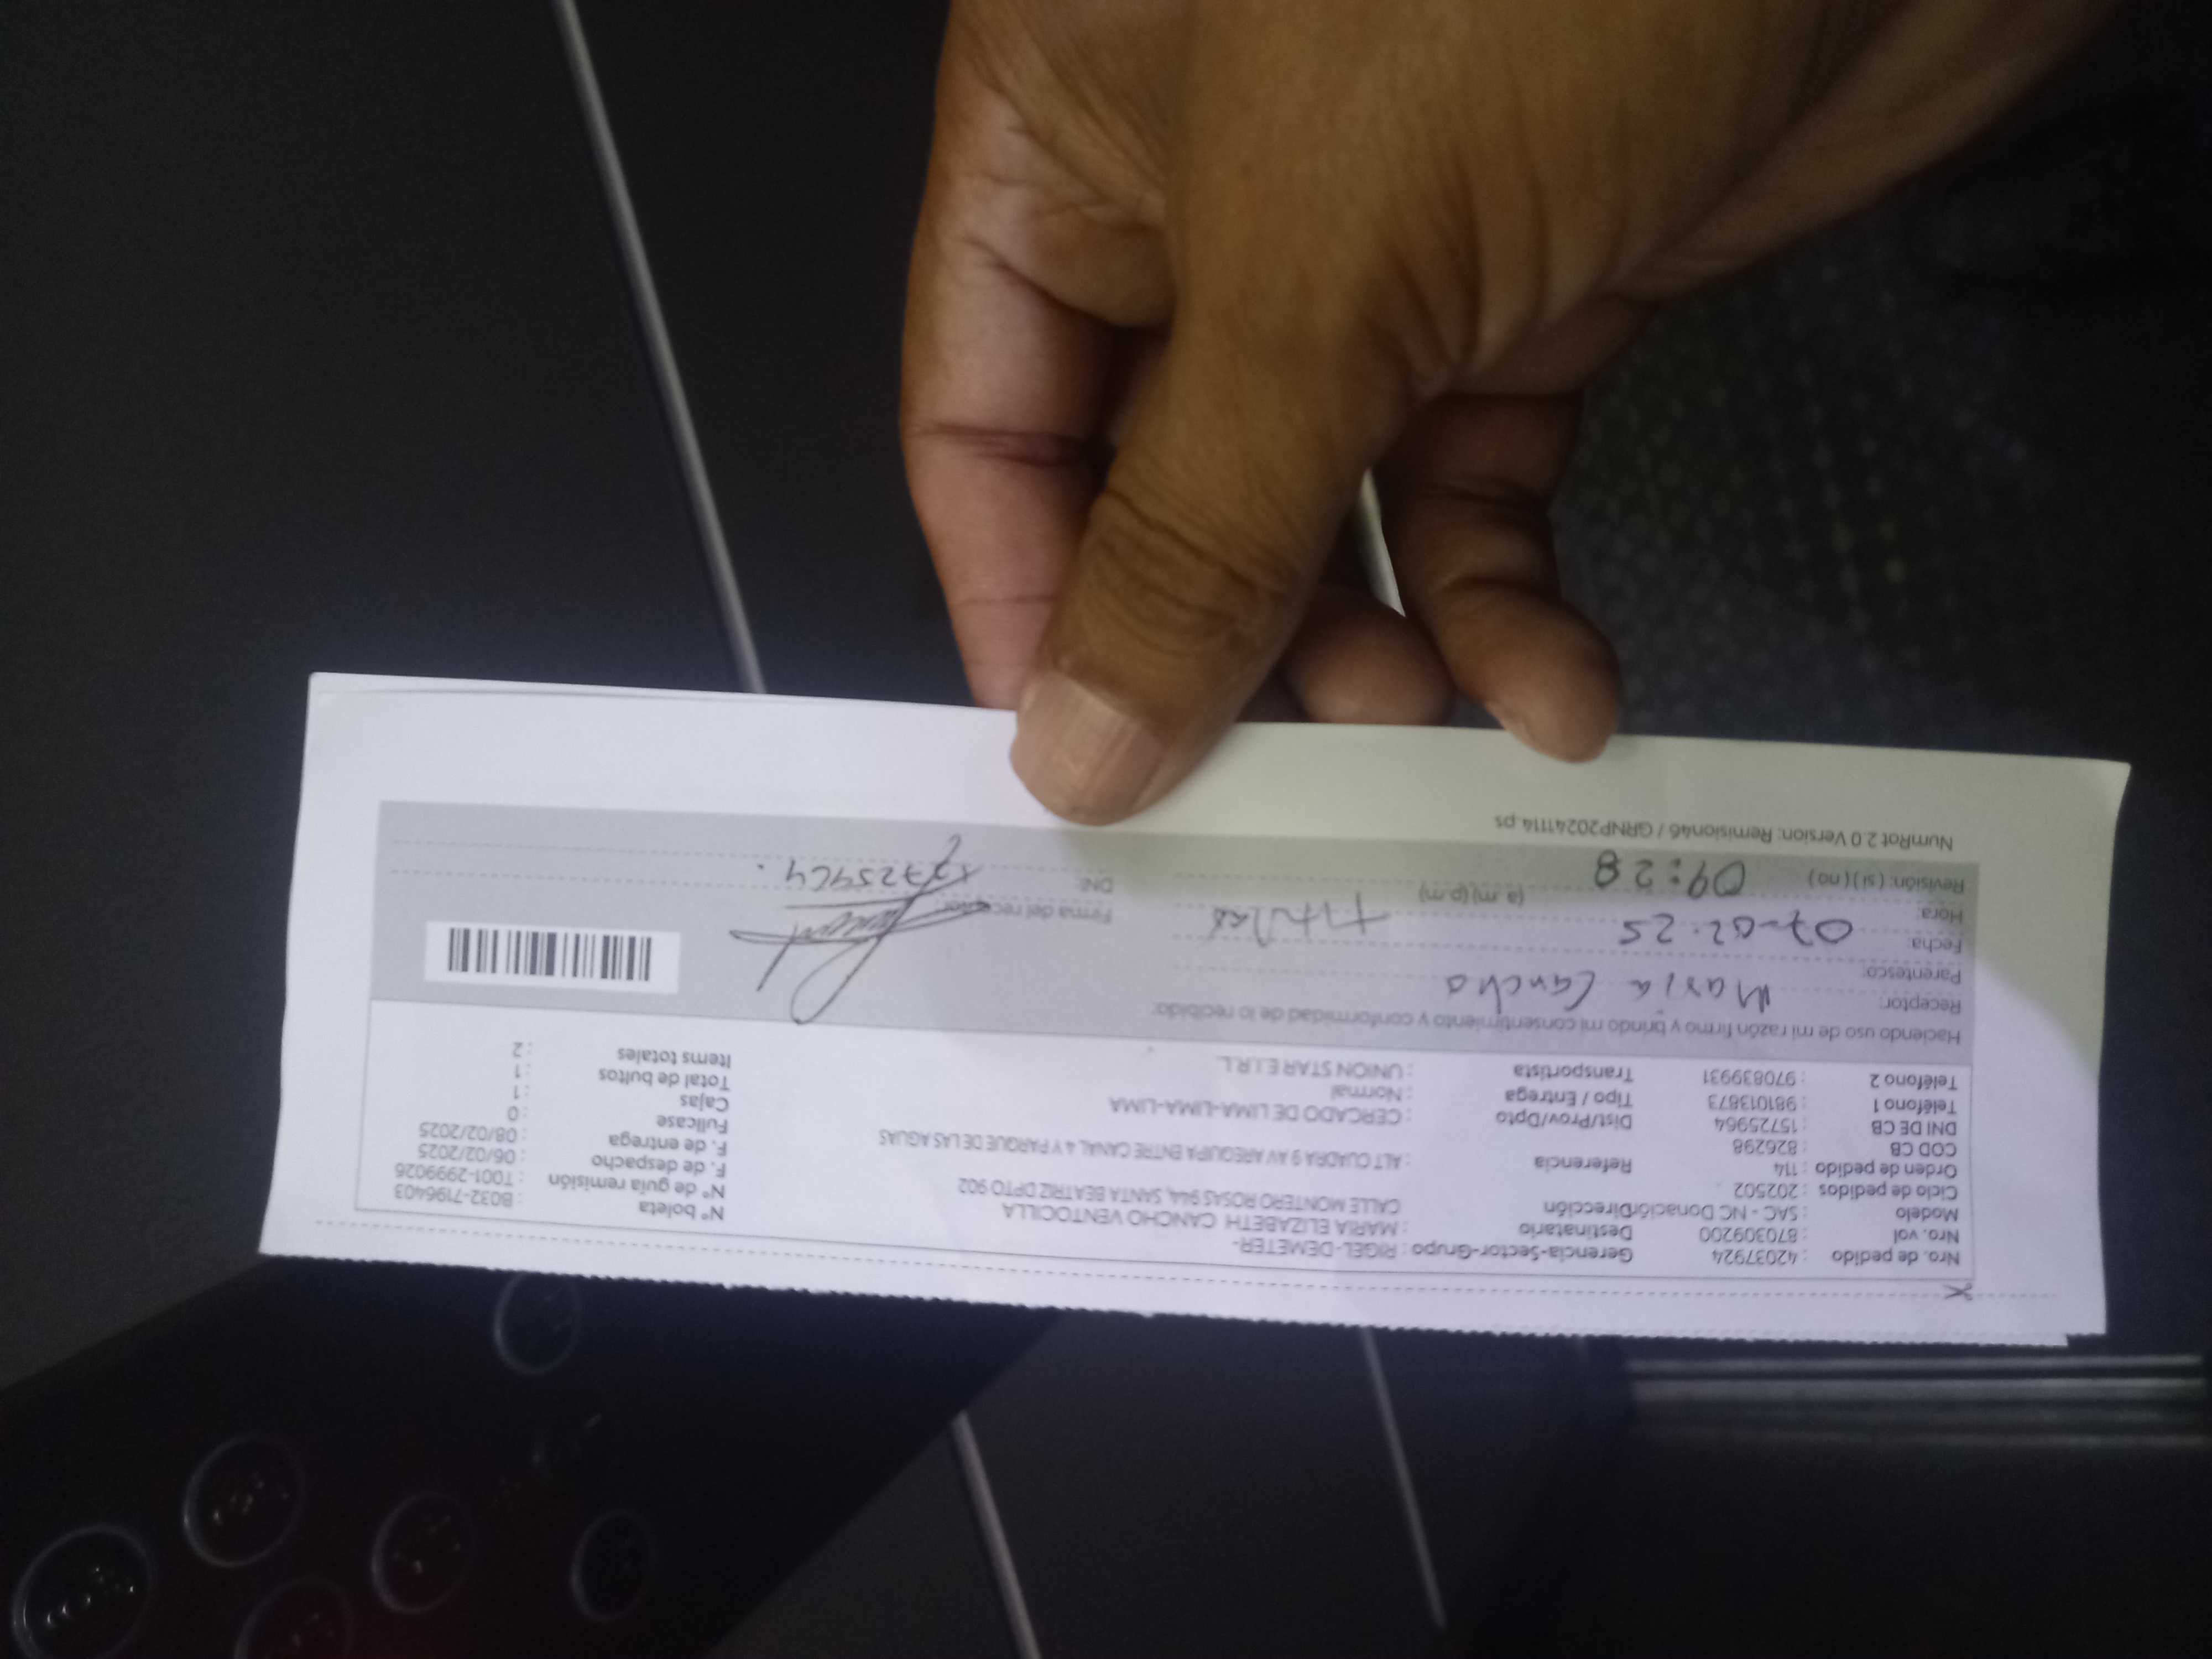 Nro. de pedido : 42037924 Gerencia-Sector-Grupo : RIGEL-DEMETER- Nº boleta : B032-7196403
Nro. vol : 870309200 Destinatario : MARIA ELIZABETH CANCHO VENTOCILLA Nº de guía remisión : T001-2999026
Modelo : SAC - NC Donación Dirección CALLE MONTERO ROSAS 944, SANTA BEATRIZ DPTO 902 F. de despacho : 06/02/2025
Ciclo de pedidos : 202502 F. de entrega : 08/02/2025
Orden de pedido : 114 Referencia : ALT CUADRA 9 AV AREQUIPA ENTRE CANAL 4 Y PARQUE DE LAS AGUAS Fullcase : 0
COD CB : 826298 Cajas : 1
DNI DE CB : 15725964 Dist/Prov/Dpto : CERCADO DE LIMA-LIMA-LIMA Total de bultos : 1
Teléfono 1 : 981013873 Tipo / Entrega : Normal Items totales : 2
Teléfono 2 : 970839931 Transportista : UNION STAR E.I.R.L.
Haciendo uso de mi razón firmo y brindo mi consentimiento y conformidad de lo recibido:
Receptor: Maria Cancho
Parentesco: Titular
Fecha: 07-02-25 Firma del receptor:
Hora: 09:28 (a.m) (p.m) DNI:
Revisión: ( si ) ( no )
NumRot 2.0 Version: Remision46 / GRNP20241114 ps